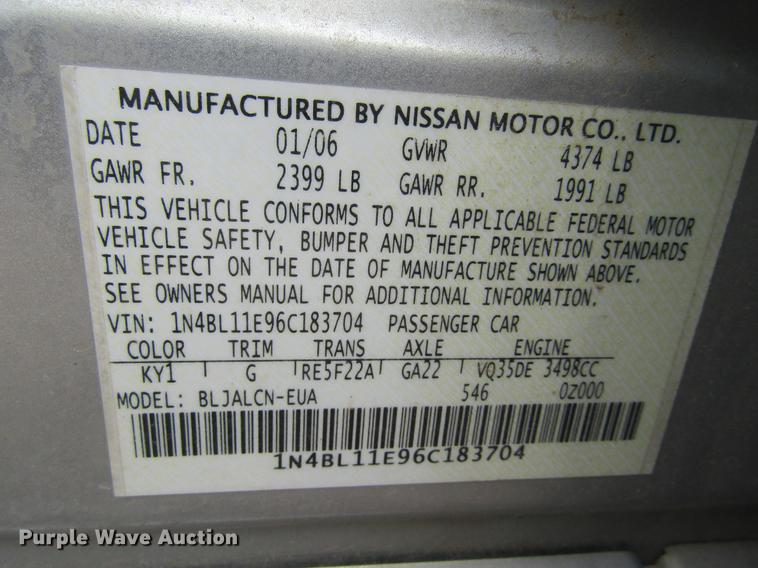 MANUFACTURED BY NISSAN MOTOR CO., LTD.
DATE 01/06 GVWR 4374 LB
GAWR FR. 2399 LB GAWR RR. 1991 LB
THIS VEHICLE CONFORMS TO ALL APPLICABLE FEDERAL MOTOR
VEHICLE SAFETY, BUMPER AND THEFT PREVENTION STANDARDS
IN EFFECT ON THE DATE OF MANUFACTURE SHOWN ABOVE.
SEE OWNERS MANUAL FOR ADDITIONAL INFORMATION.
VIN: 1N4BL11E96C183704 PASSENGER CAR
COLOR TRIM TRANS AXLE ENGINE
KY1 G RE5F22A GA22 VQ35DE 3498CC
MODEL: BLJALCN-EUA 546 0Z000
1N4BL11E96C183704
Purple Wave Auction